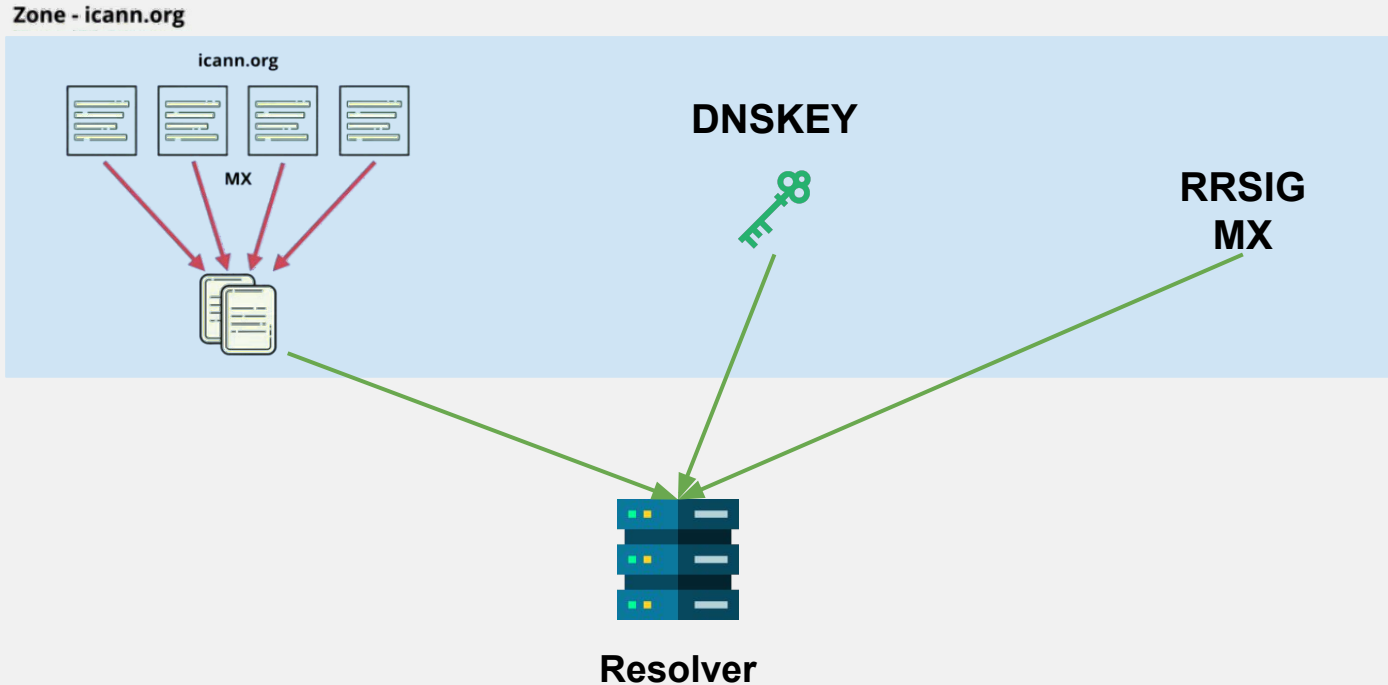 Zone - icann.org
icann.org
MX
DNSKEY
RRSIG
MX
Resolver